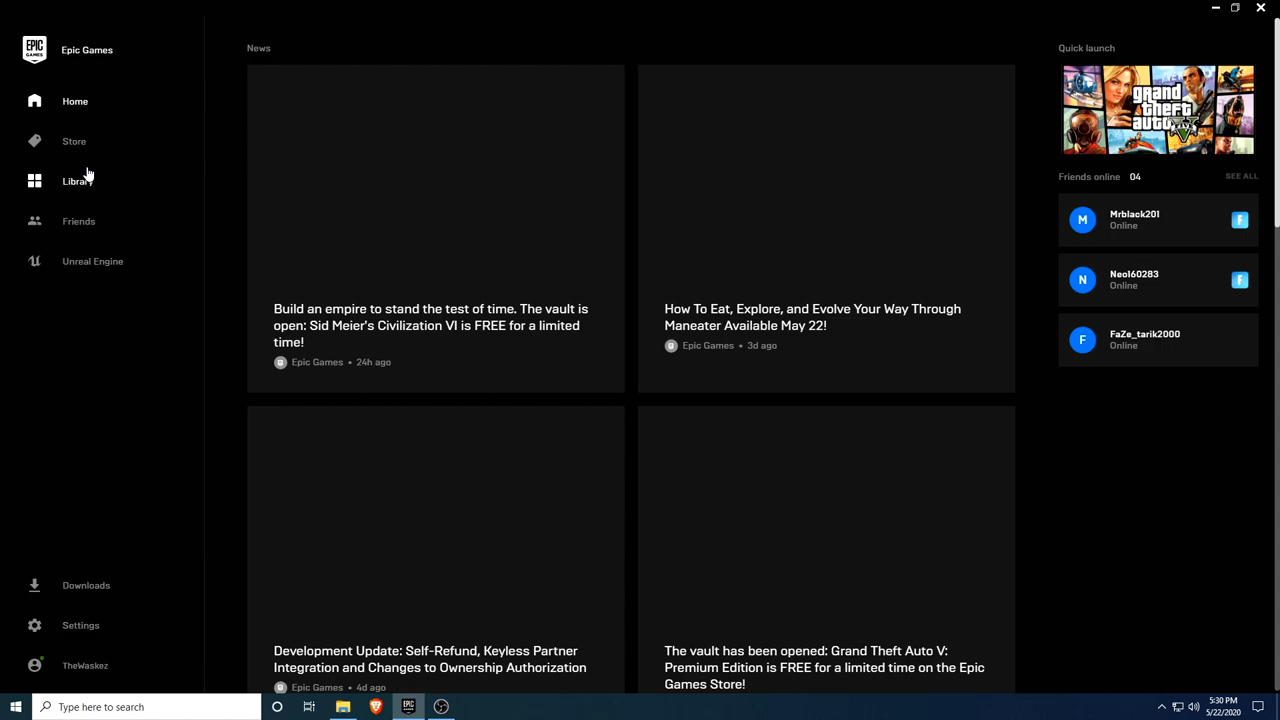 EPIC
GAMES
Epic Games
Home
Store
Library
Friends
Unreal Engine
Downloads
Settings
TheWaskez
News
Build an empire to stand the test of time. The vault is
open: Sid Meier's Civilization VI is FREE for a limited
time!
Epic Games • 24h ago
How To Eat, Explore, and Evolve Your Way Through
Maneater Available May 22!
Epic Games • 3d ago
Development Update: Self-Refund, Keyless Partner
Integration and Changes to Ownership Authorization
Epic Games • 4d ago
The vault has been opened: Grand Theft Auto V:
Premium Edition is FREE for a limited time on the Epic
Games Store!
Quick launch
grand
theft
auto
V
Friends online 04 SEE ALL
M
Mrblack201
Online
N
Neo160283
Online
F
FaZe_tarik2000
Online
Type here to search
5:30 PM
5/22/2020